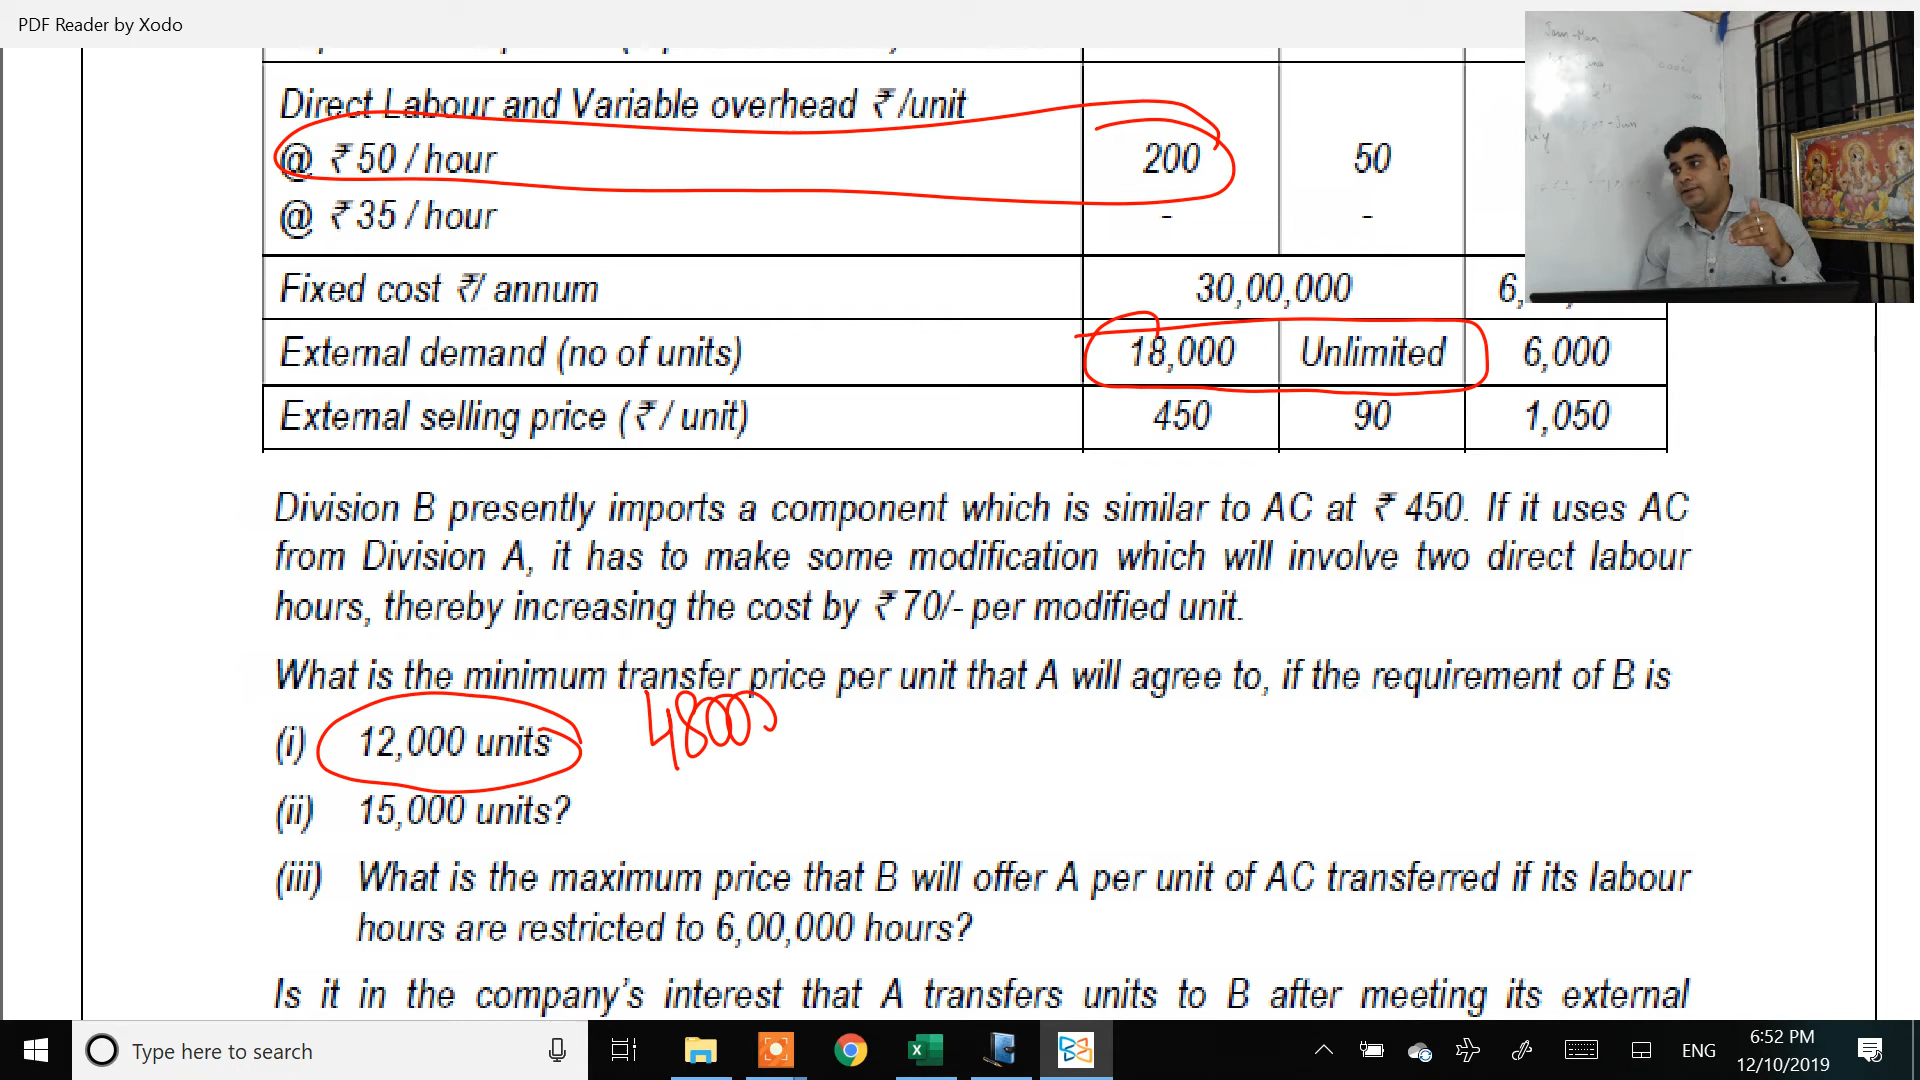 PDF Reader by Xodo
Direct Labour and Variable overhead ₹/unit
@ ₹50 / hour 200 50
@ ₹35 / hour - -
Fixed cost ₹/ annum 30,00,000 6,
External demand (no of units) 18,000 Unlimited 6,000
External selling price (₹ / unit) 450 90 1,050
Division B presently imports a component which is similar to AC at ₹ 450. If it uses AC
from Division A, it has to make some modification which will involve two direct labour
hours, thereby increasing the cost by ₹70/- per modified unit.
What is the minimum transfer price per unit that A will agree to, if the requirement of B is
(i) 12,000 units 48000
(ii) 15,000 units?
(iii) What is the maximum price that B will offer A per unit of AC transferred if its labour
hours are restricted to 6,00,000 hours?
Is it in the company's interest that A transfers units to B after meeting its external
Type here to search
ENG
6:52 PM
12/10/2019